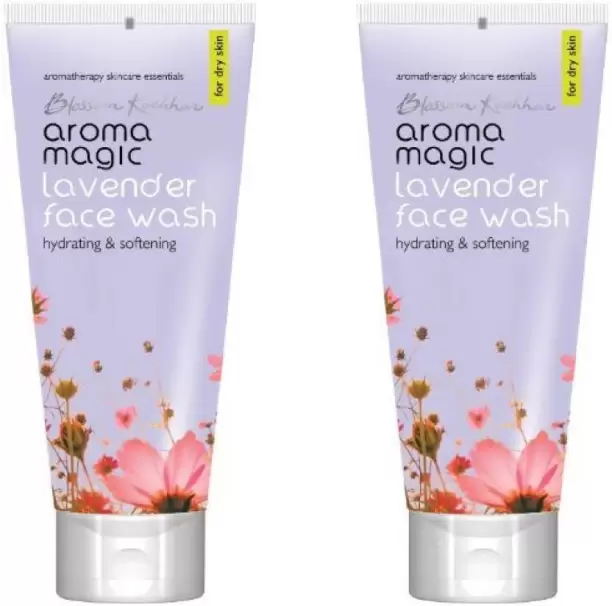 for dry skin
aromatherapy skincare essentials
Blossom Kochhar
aroma
magic
lavender
face wash
hydrating & softening
for dry skin
aromatherapy skincare essentials
Blossom Kochhar
aroma
magic
lavender
face wash
hydrating & softening